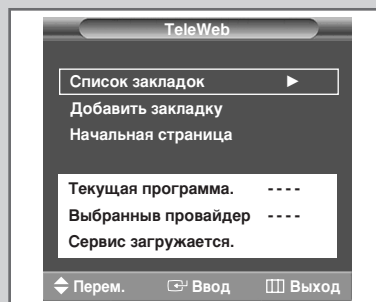 TeleWeb
Список закладок ►
Добавить закладку
Начальная страница
Текущая программа. ----
Выбранныв провайдер ----
Сервис загружается.
Перем. Ввод Выход